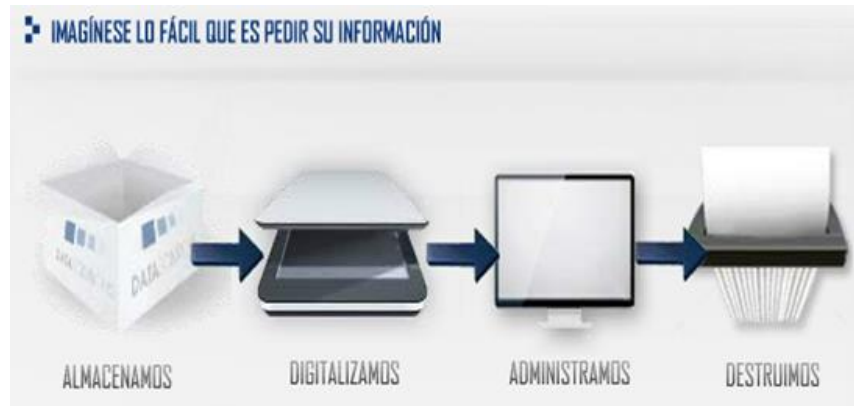 IMAGÍNESE LO FÁCIL QUE ES PEDIR SU INFORMACIÓN
ALMACENAMOS
DIGITALIZAMOS
ADMINISTRAMOS
DESTRUIMOS